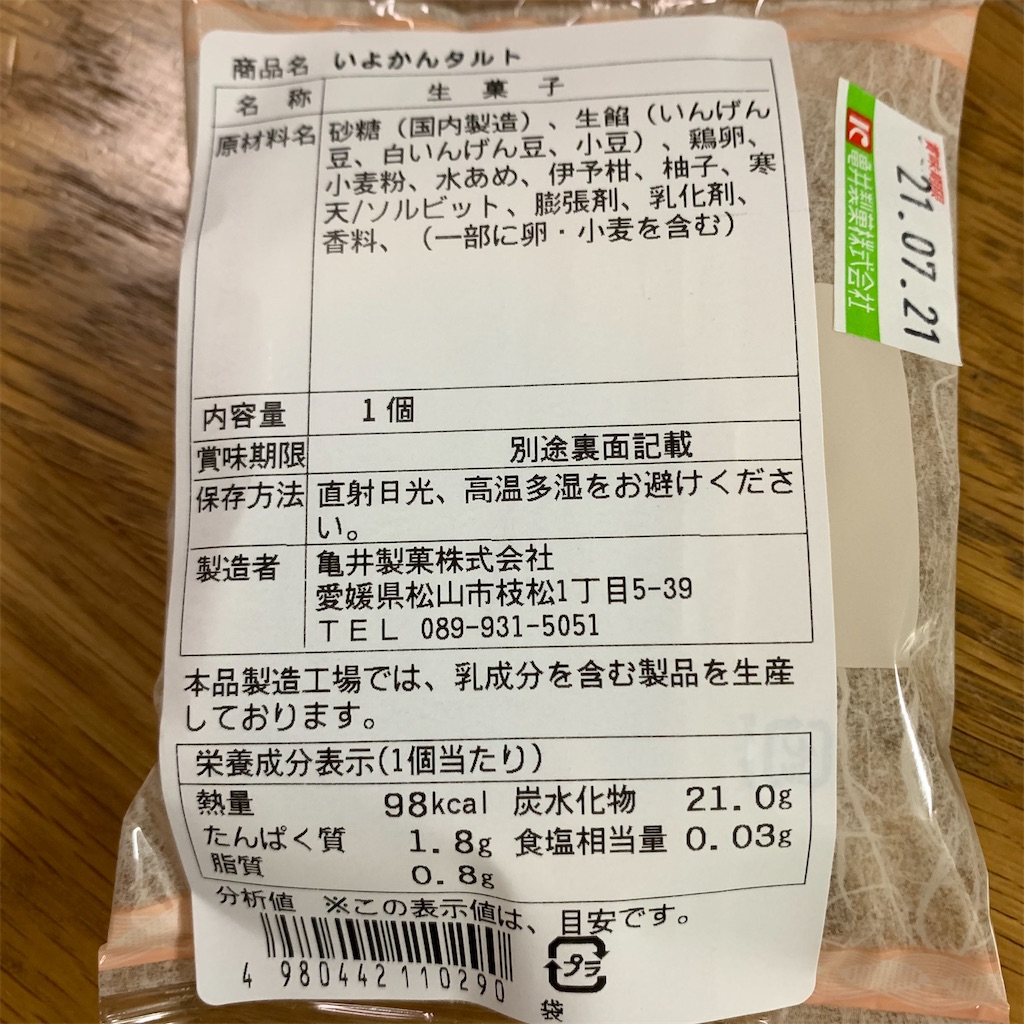 商品名 いよかんタルト
名称 生菓子
原材料名 砂糖（国内製造）、生餡（いんげん
豆、白いんげん豆、小豆）、鶏卵、
小麦粉、水あめ、伊予柑、柚子、寒
天/ソルビット、膨張剤、乳化剤、
香料、（一部に卵・小麦を含む）
内容量 1個
賞味期限 別途裏面記載
保存方法 直射日光、高温多湿をお避けくださ
い。
製造者 亀井製菓株式会社
愛媛県松山市枝松1丁目5-39
TEL 089-931-5051
本品製造工場では、乳成分を含む製品を生産
しております。
栄養成分表示(1個当たり)
熱量 98kcal 炭水化物 21.0g
たんぱく質 1.8g 食塩相当量 0.03g
脂質 0.8g
分析値 ※この表示値は、目安です。
4 980442 110290
プラ
袋
賞味期限
21.07.21
亀井製菓株式会社